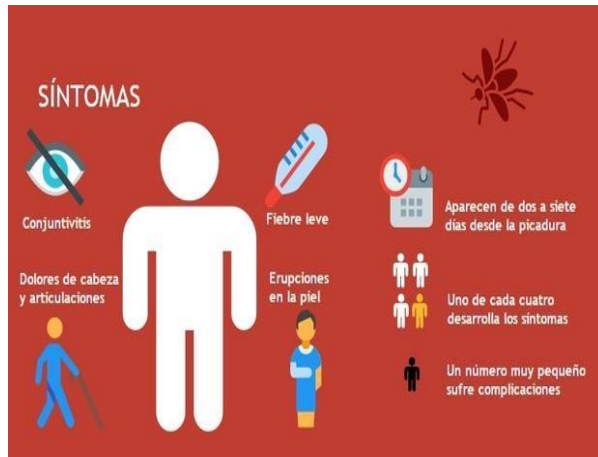 SÍNTOMAS
Conjuntivitis
Fiebre leve
Dolores de cabeza
y articulaciones
Erupciones
en la piel
Aparecen de dos a siete
días desde la picadura
Uno de cada cuatro
desarrolla los síntomas
Un número muy pequeño
sufre complicaciones